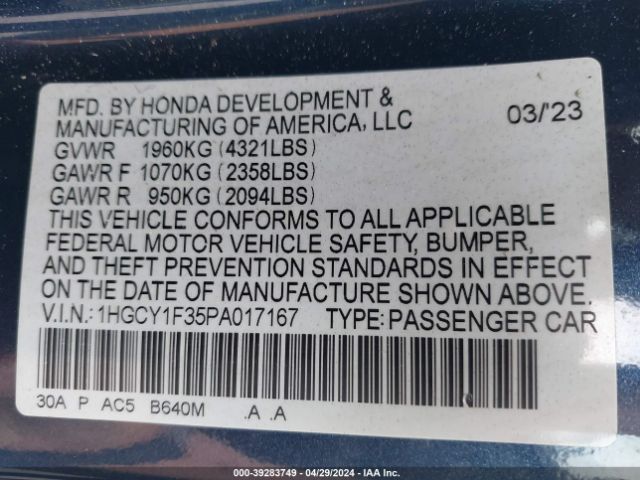 MFD. BY HONDA DEVELOPMENT &
MANUFACTURING OF AMERICA, LLC 03/'23
GVWR 1960KG (4321LBS)
GAWR F 1070KG (2358LBS)
GAWR R 950KG (2094LBS)
THIS VEHICLE CONFORMS TO ALL APPLICABLE
FEDERAL MOTOR VEHICLE SAFETY, BUMPER,
AND THEFT PREVENTION STANDARDS IN EFFECT
ON THE DATE OF MANUFACTURE SHOWN ABOVE.
V.I.N.: 1HGCY1F35PA017167 TYPE: PASSENGER CAR
30A P AC5 B640M .A .A
000-39283749 - 04/29/2024 - IAA Inc.